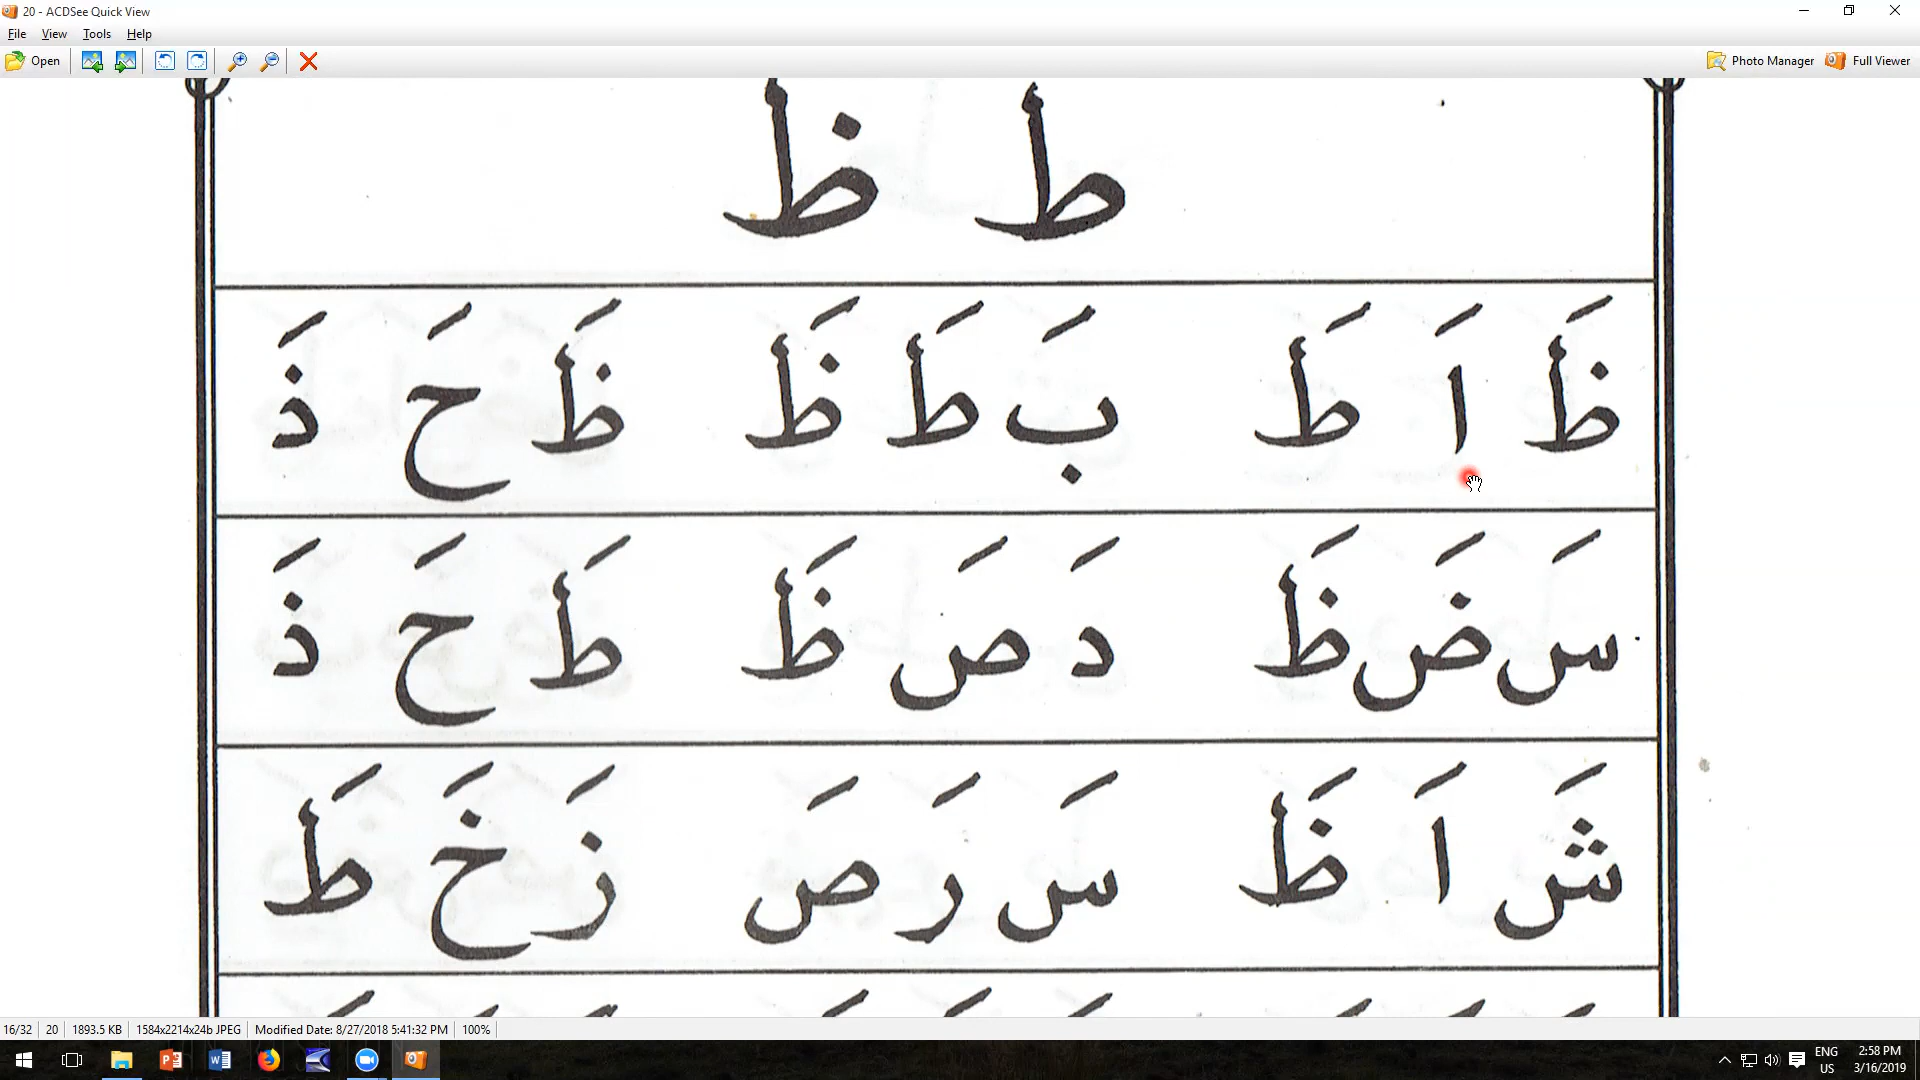 20 - ACDSee Quick View
File View Tools Help
Open Photo Manager Full Viewer
ط ظ
ظَ اَ طَ بَ طَ ظَ ظَ حَ ذَ
سَ ضَ ظَ دَ صَ ظَ طَ حَ ذَ
شَ اَ ظَ سَ رَ صَ زَ خَ طَ
16/32 20 1893.5 KB 1584x2214x24b JPEG Modified Date: 8/27/2018 5:41:32 PM 100%
ENG 2:58 PM
US 3/16/2019